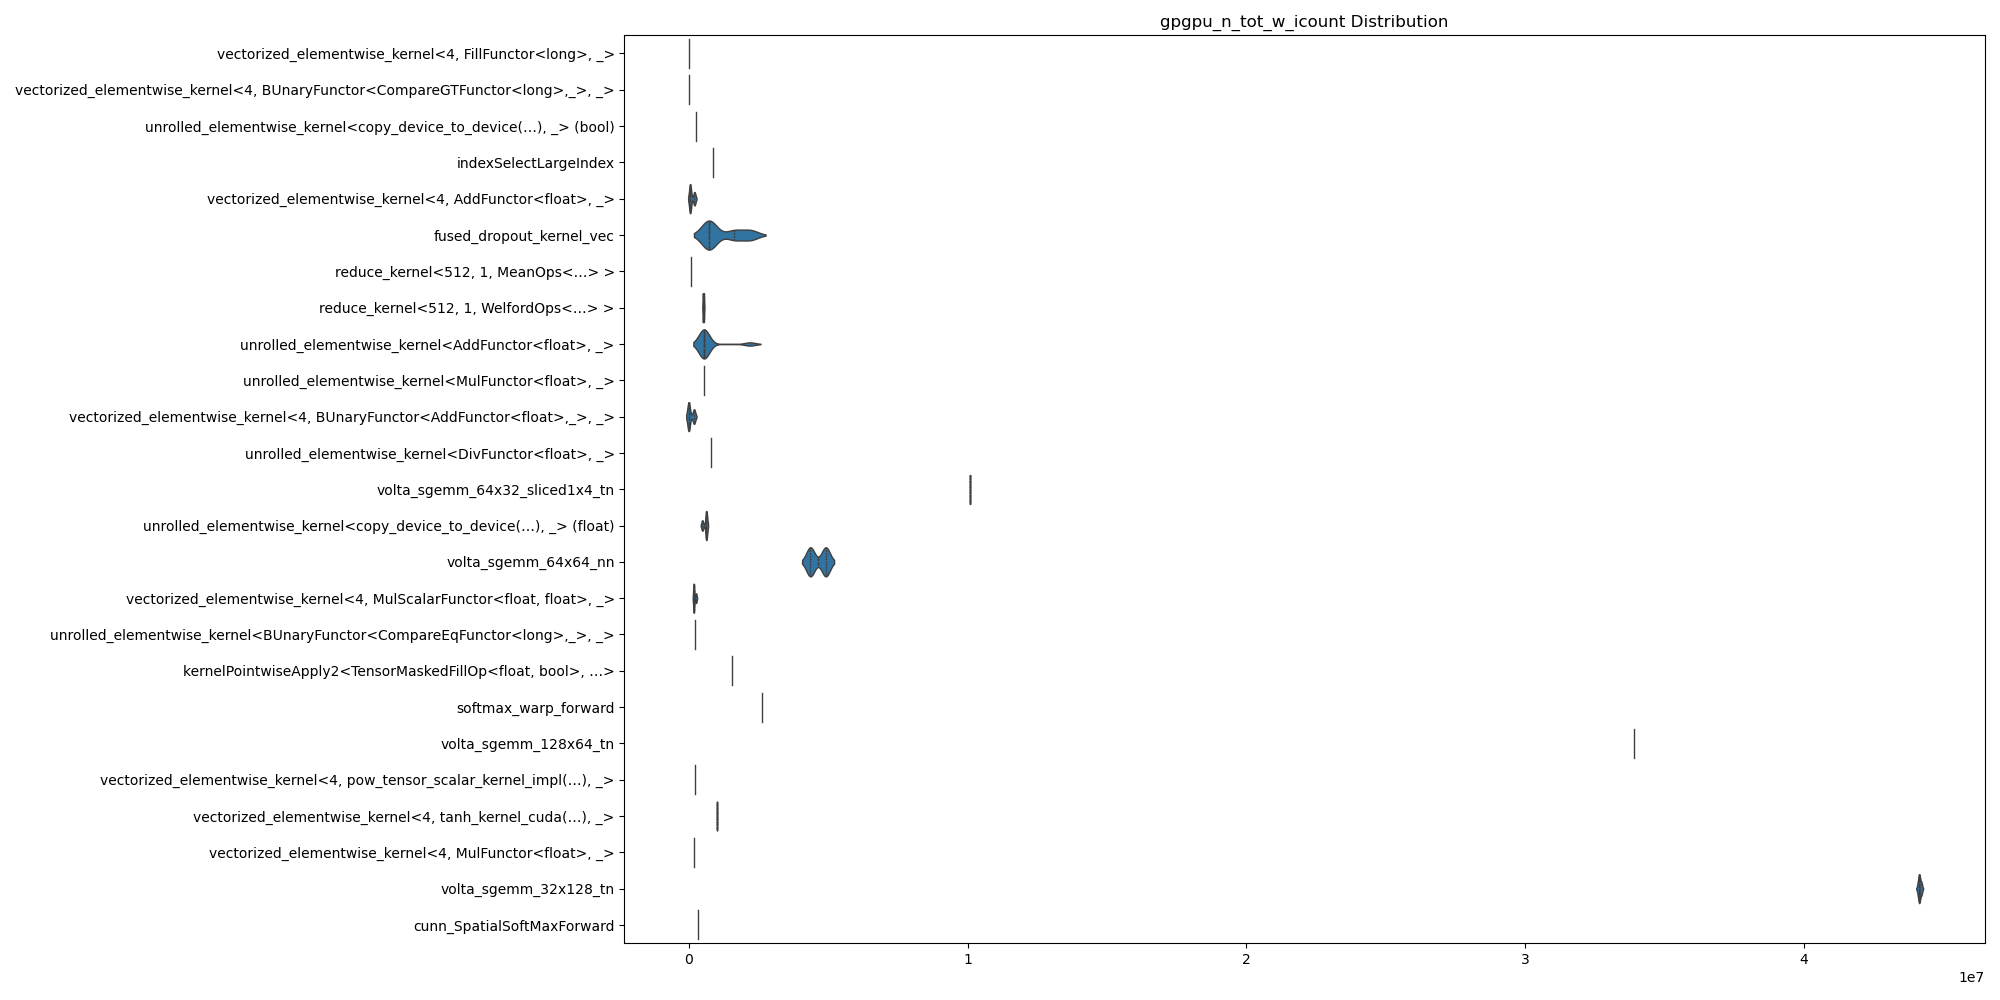 gpgpu_n_tot_w_icount Distribution
vectorized_elementwise_kernel<4, FillFunctor<long>, _>
vectorized_elementwise_kernel<4, BUnaryFunctor<CompareGTFunctor<long>,_>, _>
unrolled_elementwise_kernel<copy_device_to_device(...), _> (bool)
indexSelectLargeIndex
vectorized_elementwise_kernel<4, AddFunctor<float>, _>
fused_dropout_kernel_vec
reduce_kernel<512, 1, MeanOps<...> >
reduce_kernel<512, 1, WelfordOps<...> >
unrolled_elementwise_kernel<AddFunctor<float>, _>
unrolled_elementwise_kernel<MulFunctor<float>, _>
vectorized_elementwise_kernel<4, BUnaryFunctor<AddFunctor<float>,_>, _>
unrolled_elementwise_kernel<DivFunctor<float>, _>
volta_sgemm_64x32_sliced1x4_tn
unrolled_elementwise_kernel<copy_device_to_device(...), _> (float)
volta_sgemm_64x64_nn
vectorized_elementwise_kernel<4, MulScalarFunctor<float, float>, _>
unrolled_elementwise_kernel<BUnaryFunctor<CompareEqFunctor<long>,_>, _>
kernelPointwiseApply2<TensorMaskedFillOp<float, bool>, ...>
softmax_warp_forward
volta_sgemm_128x64_tn
vectorized_elementwise_kernel<4, pow_tensor_scalar_kernel_impl(...), _>
vectorized_elementwise_kernel<4, tanh_kernel_cuda(...), _>
vectorized_elementwise_kernel<4, MulFunctor<float>, _>
volta_sgemm_32x128_tn
cunn_SpatialSoftMaxForward
0 1 2 3 4
1e7